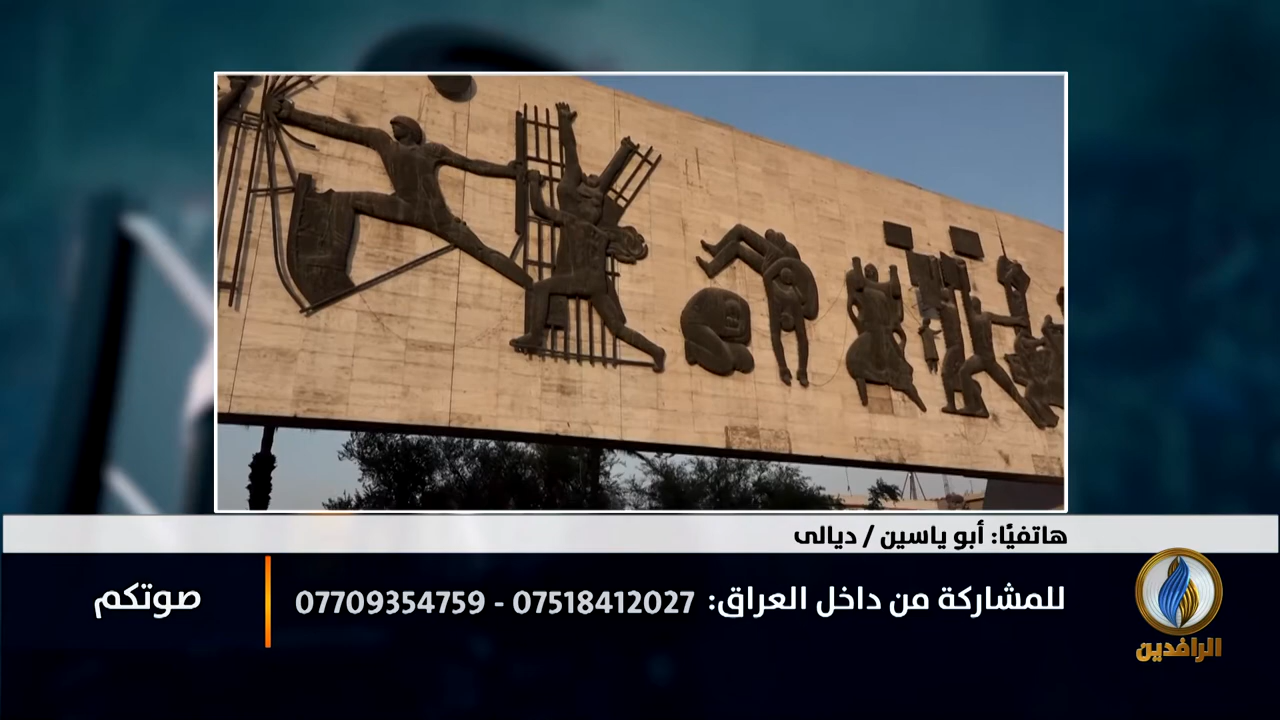 هاتفيًا: أبو ياسين / ديالى
للمشاركة من داخل العراق: 07518412027 - 07709354759
صوتكم
الرافدين